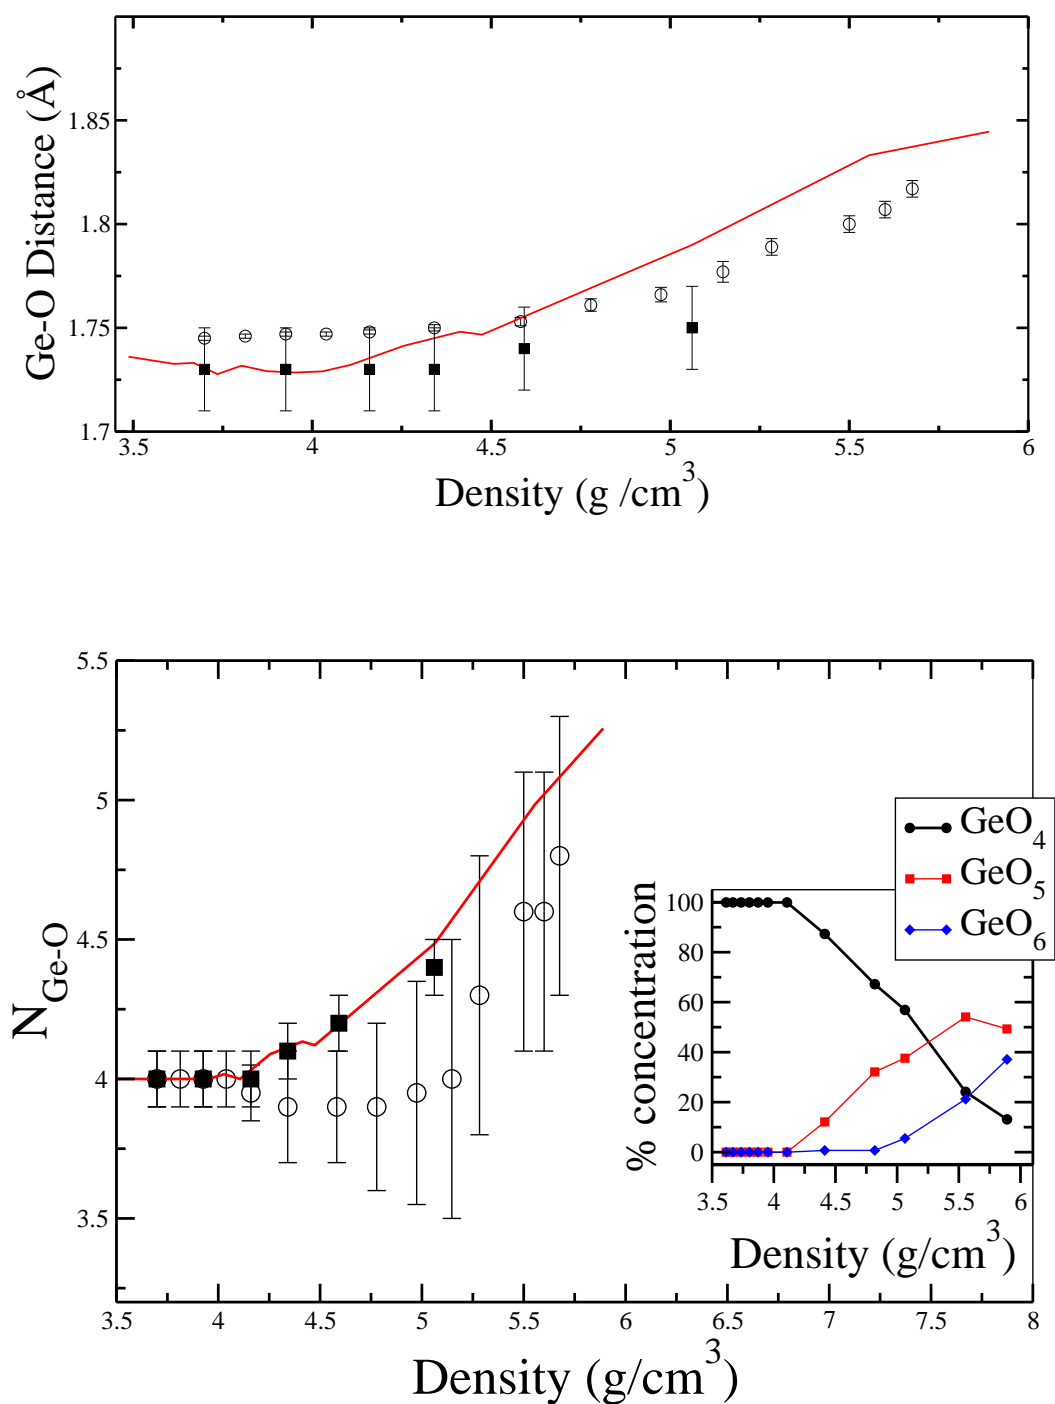 Ge-O Distance (Å)
1.85
1.8
1.75
1.7
3.5 4 4.5 5 5.5 6
Density (g /cm³)
N_Ge-O
5.5
5
4.5
4
3.5
3.5 4 4.5 5 5.5 6 6.5 7 7.5 8
Density (g/cm³)
GeO₄
GeO₅
GeO₆
% concentration
100
80
60
40
20
0
3.5 4 4.5 5 5.5 6
Density (g/cm³)